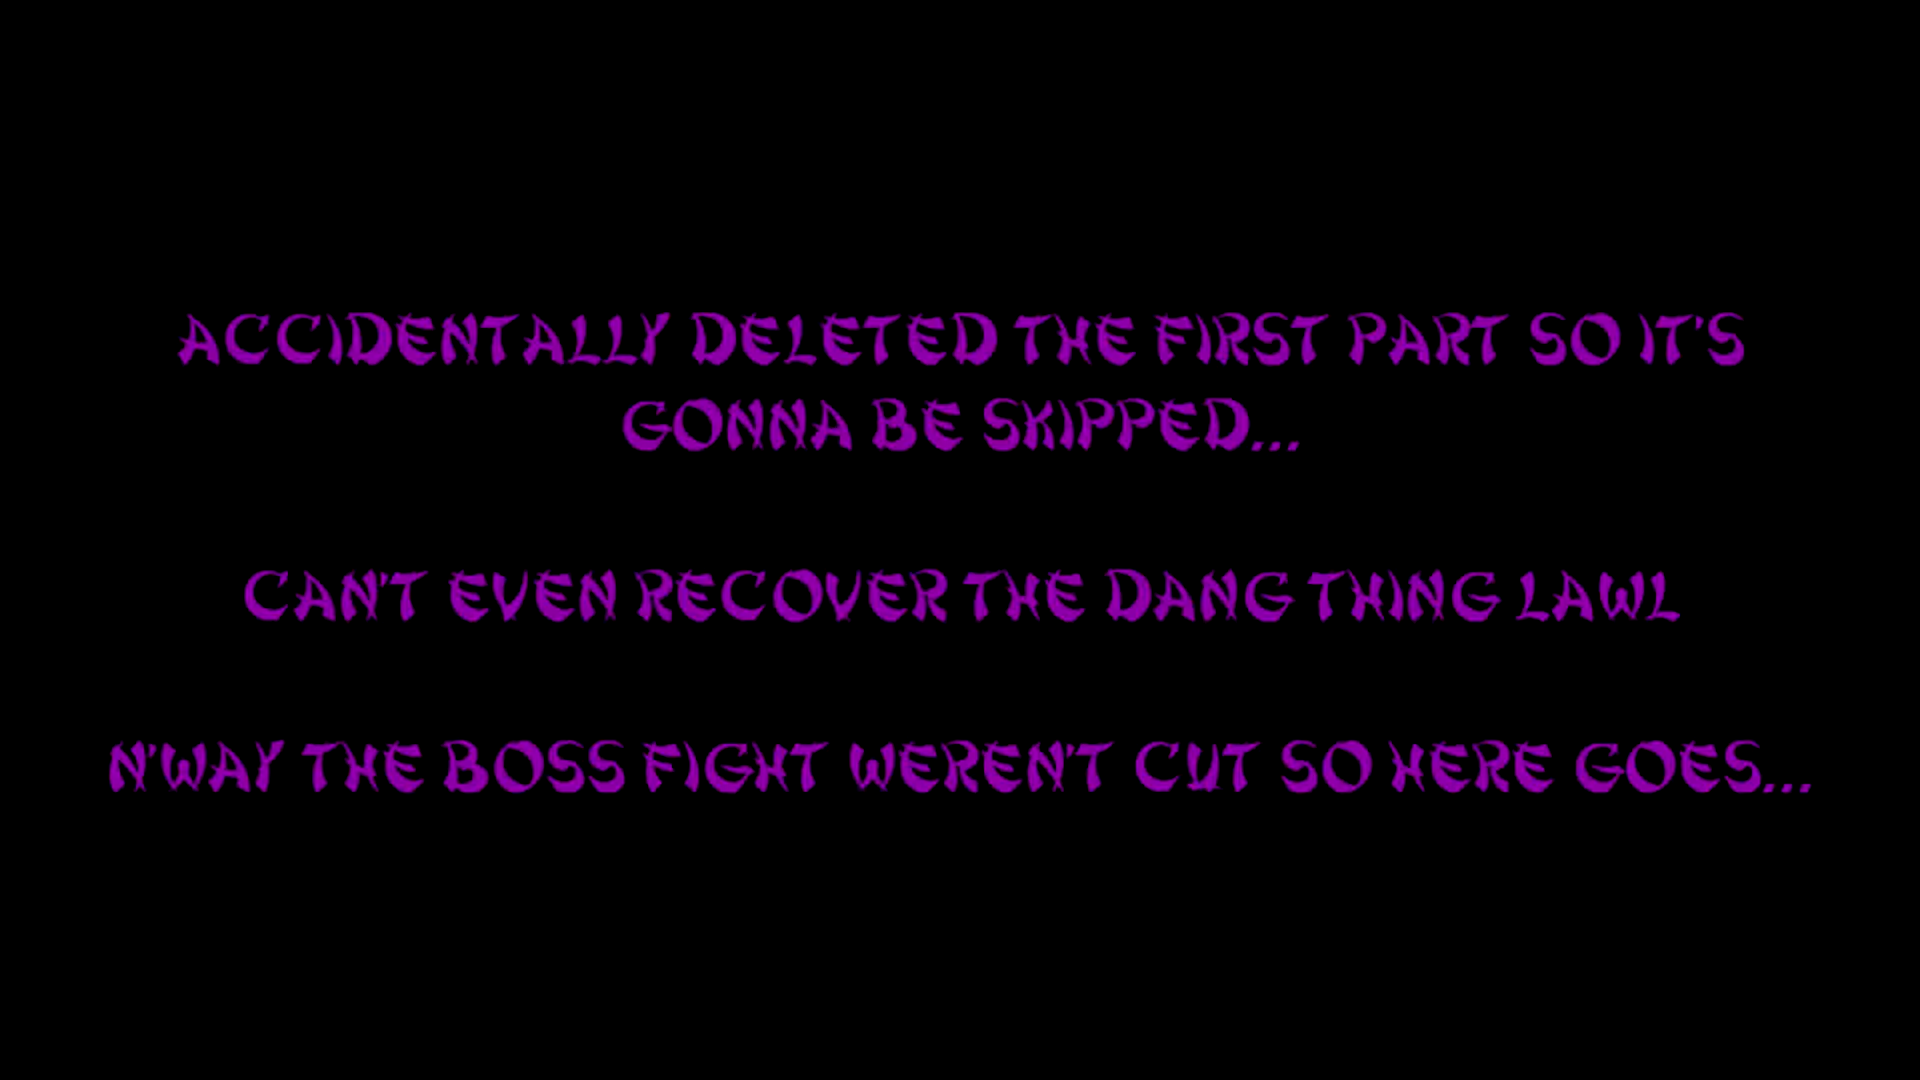 ACCIDENTALLY DELETED THE FIRST PART SO IT'S
GONNA BE SKIPPED...
CAN'T EVEN RECOVER THE DANG THING LAWL
N'WAY THE BOSS FIGHT WEREN'T CUT SO HERE GOES...